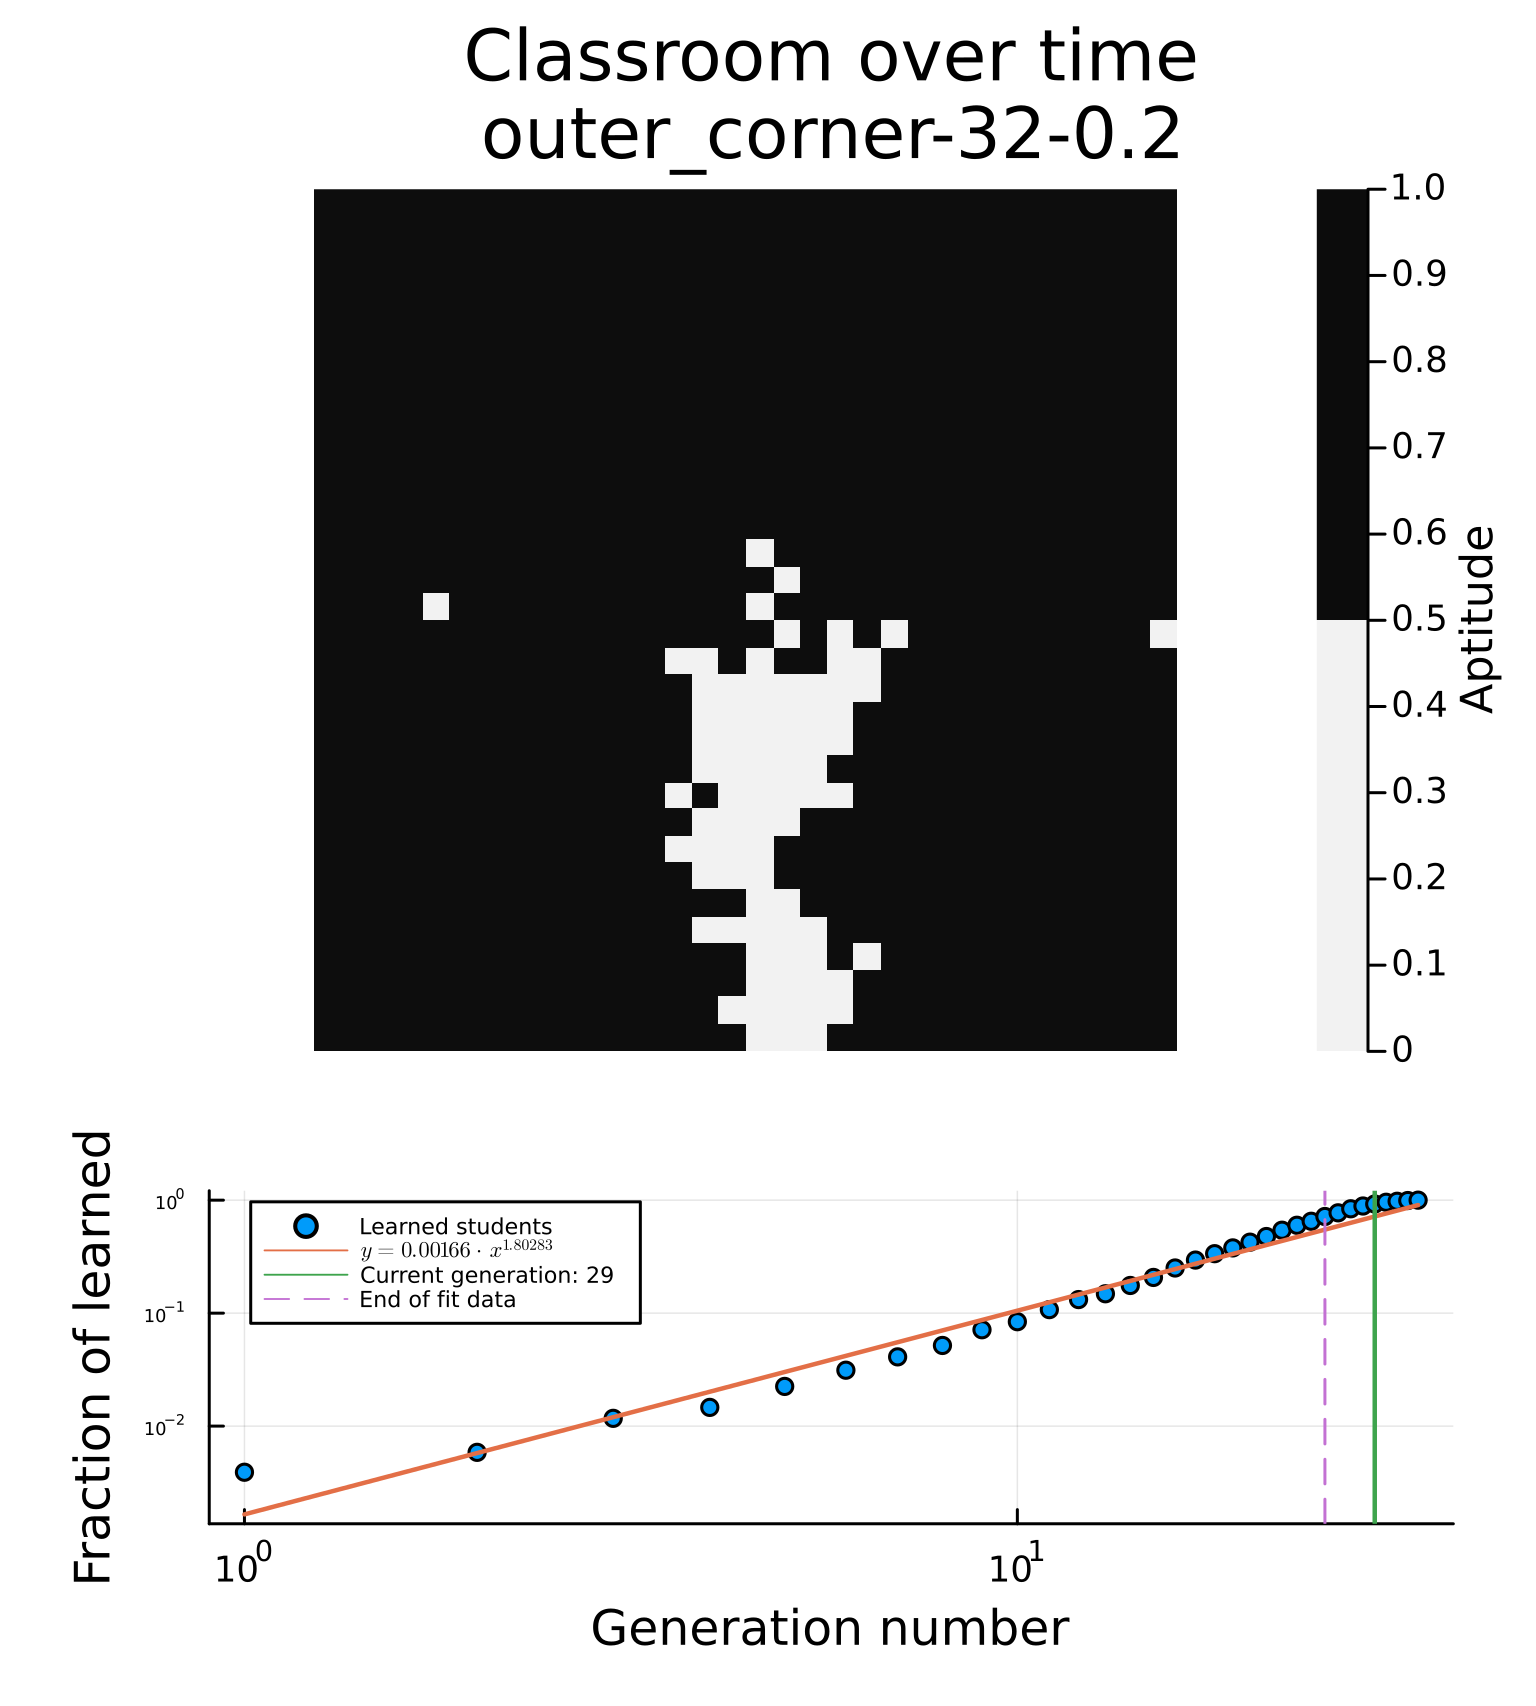 Classroom over time
outer_corner-32-0.2
1.0
0.9
0.8
0.7
0.6
0.5
0.4
0.3
0.2
0.1
0
Aptitude
Fraction of learned
10⁰
10⁻¹
10⁻²
Learned students
y = 0.00166 · x^1.80283
Current generation: 29
End of fit data
10⁰
10¹
Generation number